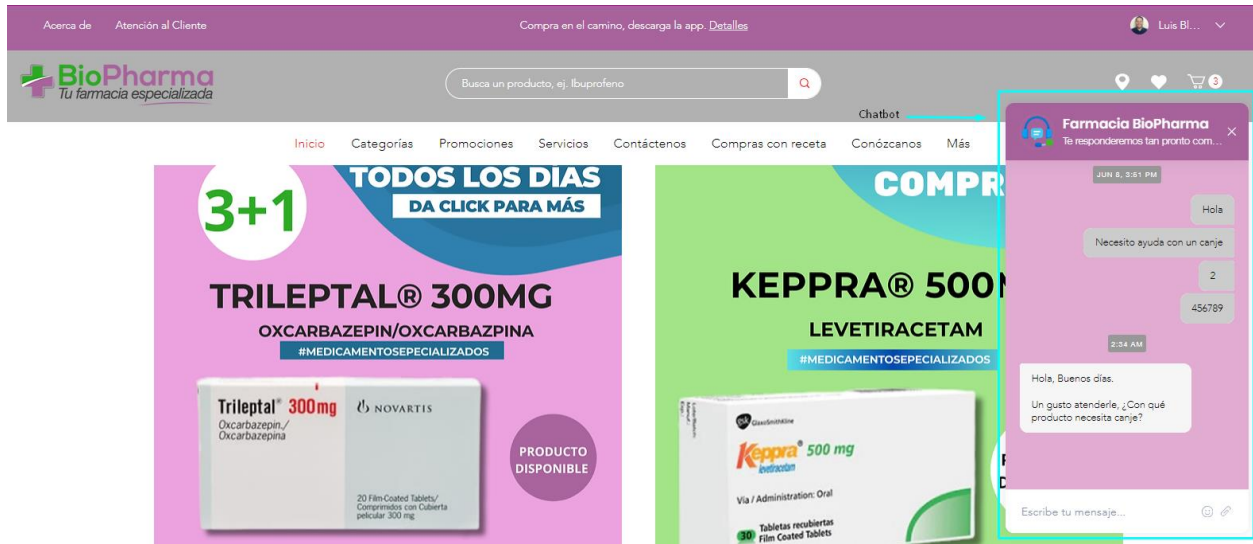 Acerca de Atención al Cliente Compra en el camino, descarga la app. Detalles Luis Bl...
BioPharma
Tu farmacia especializada
Busca un producto, ej. Ibuprofeno
3
Chatbot
Inicio Categorías Promociones Servicios Contáctenos Compras con receta Conózcanos Más
3+1
TODOS LOS DÍAS
DA CLICK PARA MÁS
TRILEPTAL® 300MG
OXCARBAZEPIN/OXCARBAZPINA
#MEDICAMENTOSEPECIALIZADOS
Trileptal® 300mg
Oxcarbazepin./
Oxcarbazepina
NOVARTIS
20 Film-Coated Tablets/
Comprimidos con Cubierta
pelicular 300 mg
PRODUCTO
DISPONIBLE
COMPR
KEPPRA® 500
LEVETIRACETAM
#MEDICAMENTOSEPECIALIZADOS
gsk GlaxoSmithKline
Keppra® 500 mg
levetiracetam
Via / Administration: Oral
30 Tabletas recubiertas
Film Coated Tablets
Farmacia BioPharma
Te responderemos tan pronto com...
JUN 8, 3:51 PM
Hola
Necesito ayuda con un canje
2
456789
2:34 AM
Hola, Buenos días.
Un gusto atenderle, ¿Con qué
producto necesita canje?
Escribe tu mensaje...